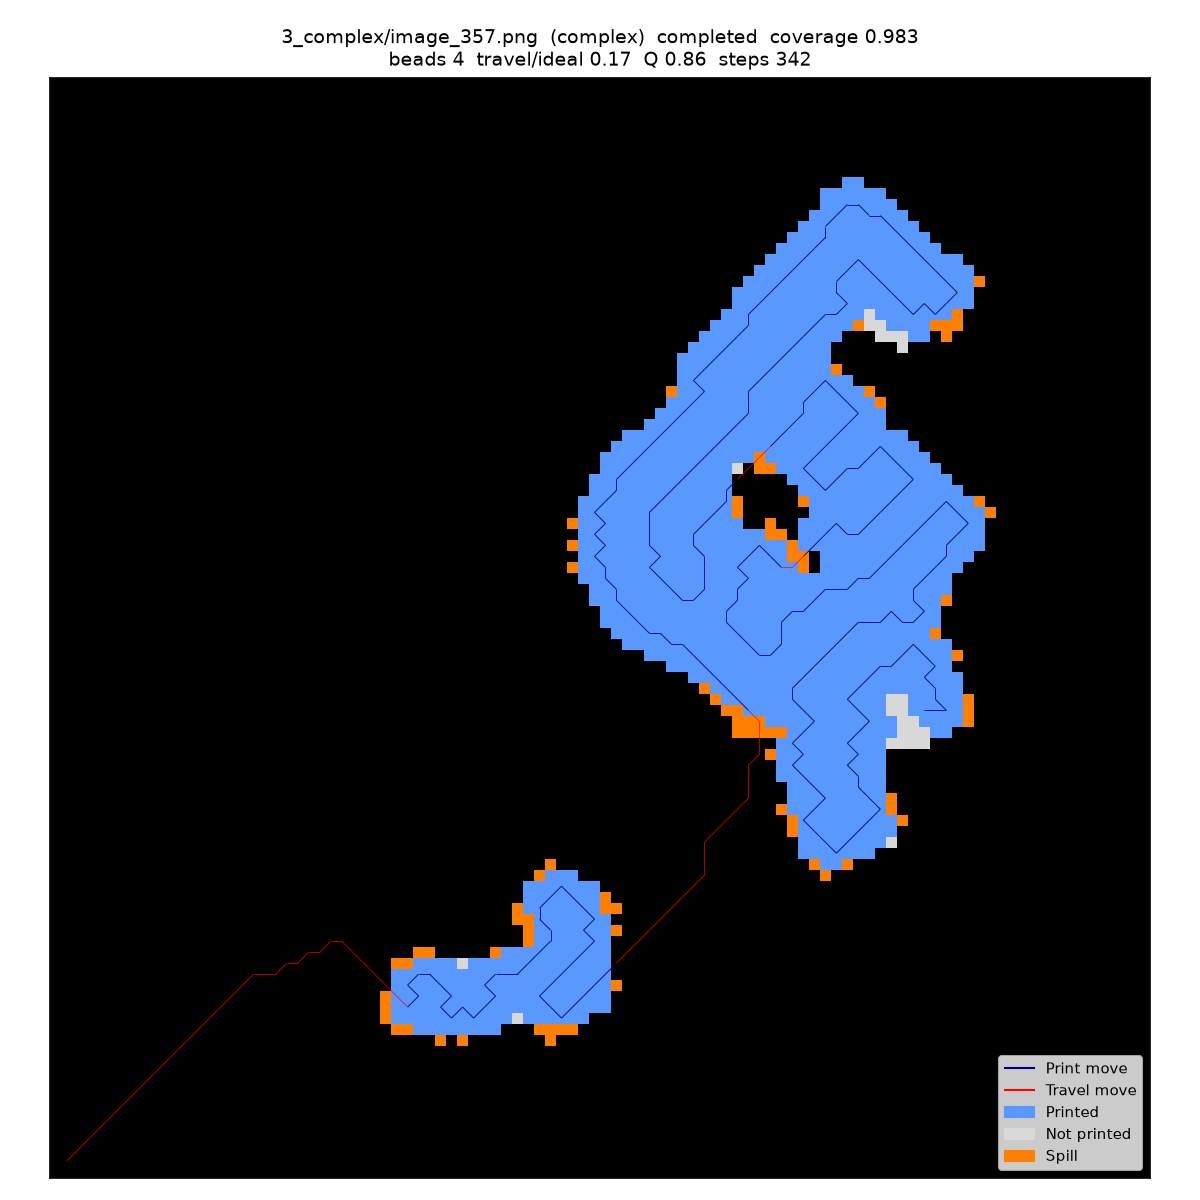 3_complex/image_357.png  (complex)  completed  coverage 0.983
beads 4  travel/ideal 0.17  Q 0.86  steps 342
Print move
Travel move
Printed
Not printed
Spill